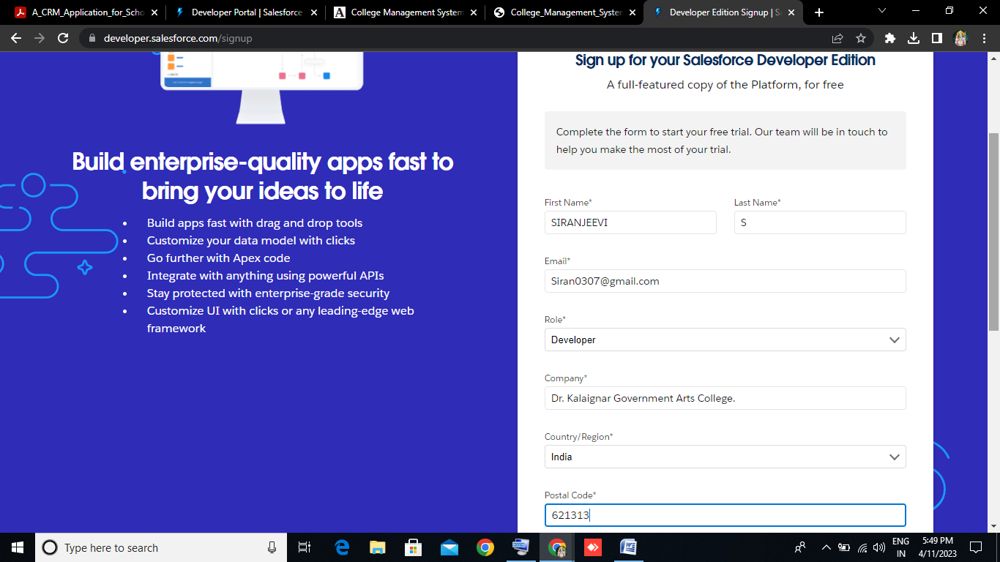 A_CRM_Application_for_Scho
Developer Portal | Salesforce
College Management System
College_Management_System
Developer Edition Signup | Sa
developer.salesforce.com/signup
Sign up for your Salesforce Developer Edition
A full-featured copy of the Platform, for free
Complete the form to start your free trial. Our team will be in touch to
help you make the most of your trial.
Build enterprise-quality apps fast to
bring your ideas to life
• Build apps fast with drag and drop tools
• Customize your data model with clicks
• Go further with Apex code
• Integrate with anything using powerful APIs
• Stay protected with enterprise-grade security
• Customize UI with clicks or any leading-edge web
framework
First Name* Last Name*
SIRANJEEVI S
Email*
Siran0307@gmail.com
Role*
Developer
Company*
Dr. Kalaignar Government Arts College.
Country/Region*
India
Postal Code*
621313
Type here to search
ENG
IN
5:49 PM
4/11/2023